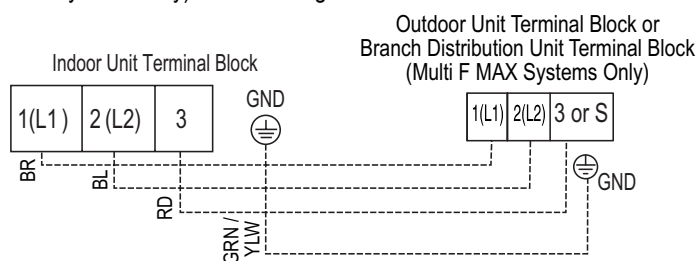 Outdoor Unit Terminal Block or
Branch Distribution Unit Terminal Block
(Multi F MAX Systems Only)
Indoor Unit Terminal Block
1(L1)
2(L2)
3
GND
1(L1)
2(L2)
3 or S
GND
BR
BL
RD
GRN /
YLW